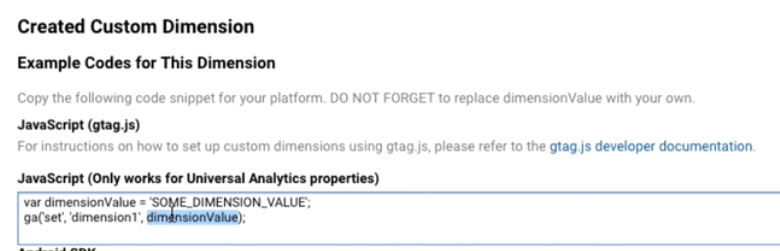 Created Custom Dimension
Example Codes for This Dimension
Copy the following code snippet for your platform. DO NOT FORGET to replace dimensionValue with your own.
JavaScript (gtag.js)
For instructions on how to set up custom dimensions using gtag.js, please refer to the gtag.js developer documentation.
JavaScript (Only works for Universal Analytics properties)
var dimensionValue = 'SOME_DIMENSION_VALUE';
ga('set', 'dimension1', dimensionValue);
Android SDK